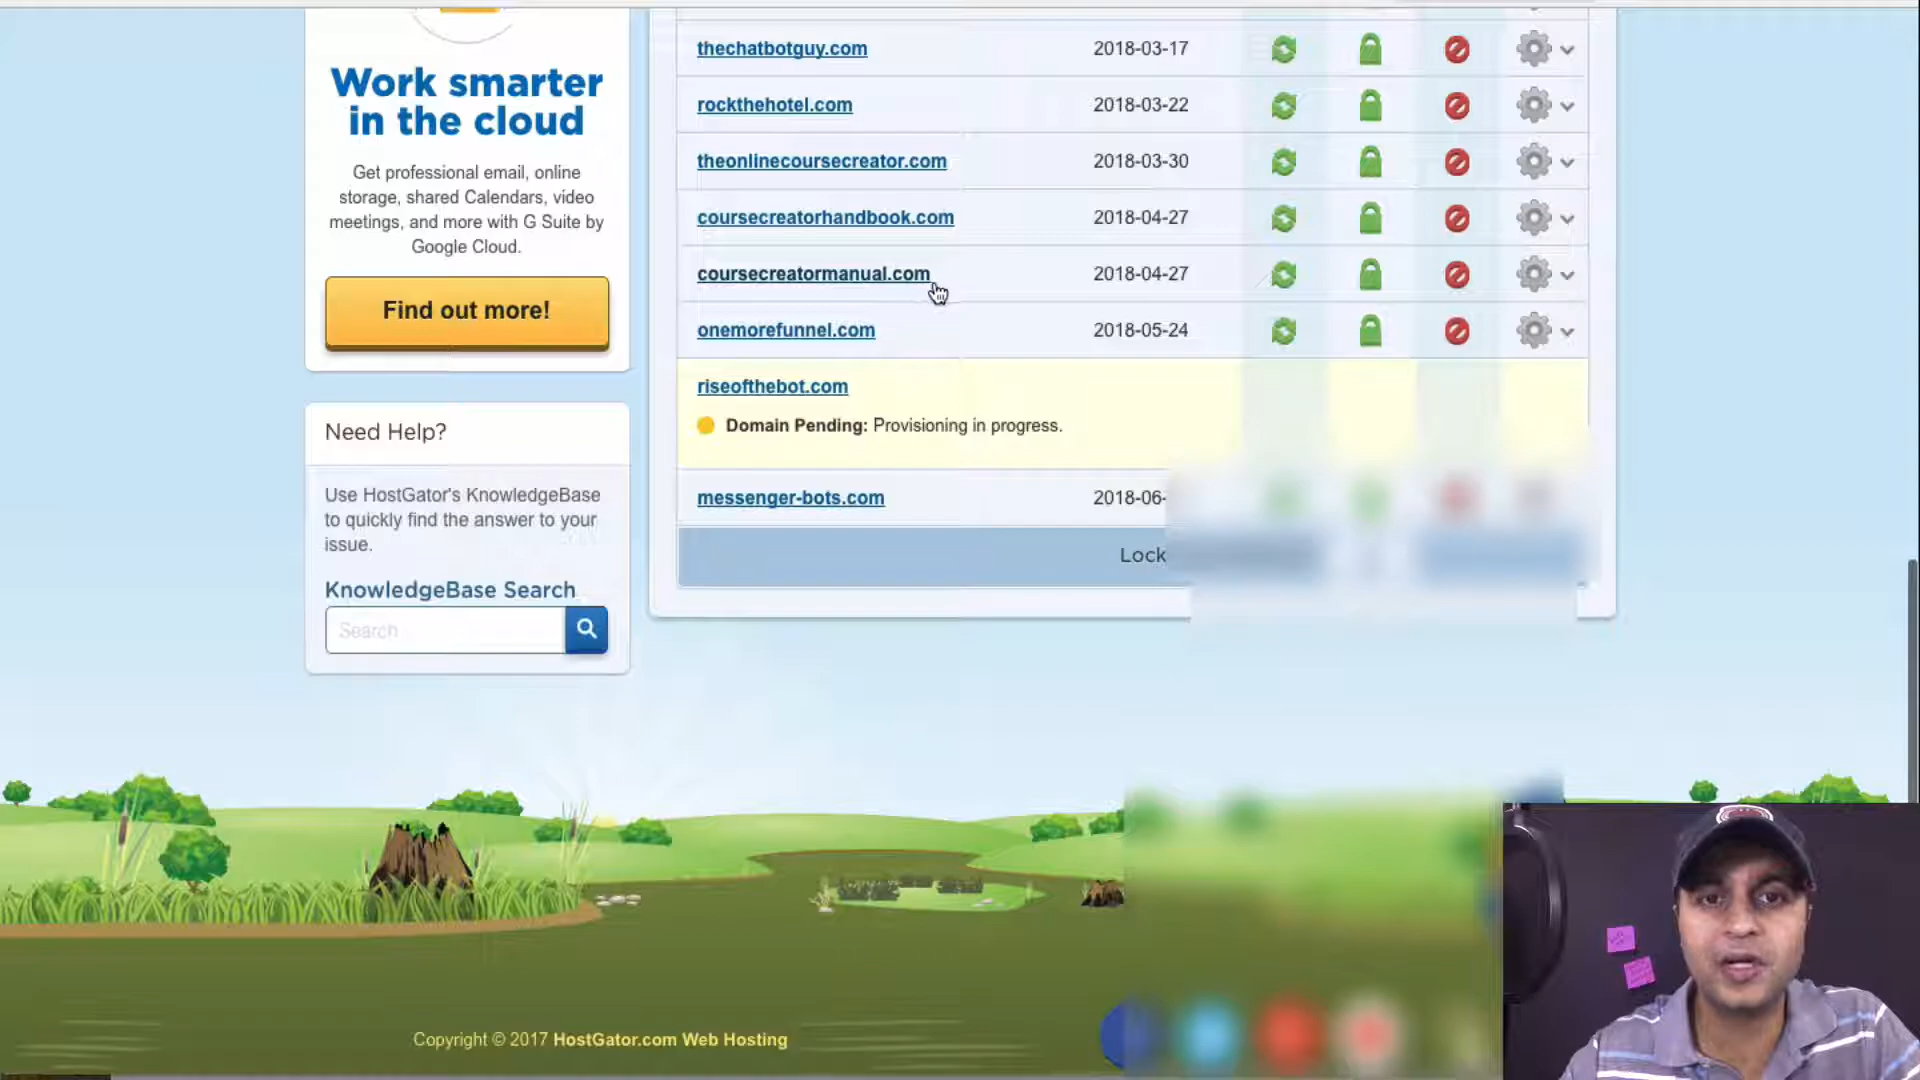 Work smarter
in the cloud
Get professional email, online
storage, shared Calendars, video
meetings, and more with G Suite by
Google Cloud.
Find out more!
Need Help?
Use HostGator's KnowledgeBase
to quickly find the answer to your
issue.
KnowledgeBase Search
Search
thechatbotguy.com 2018-03-17
rockthehotel.com 2018-03-22
theonlinecoursecreator.com 2018-03-30
coursecreatorhandbook.com 2018-04-27
coursecreatormanual.com 2018-04-27
onemorefunnel.com 2018-05-24
riseofthebot.com
Domain Pending: Provisioning in progress.
messenger-bots.com 2018-06-
Lock
Copyright © 2017 HostGator.com Web Hosting